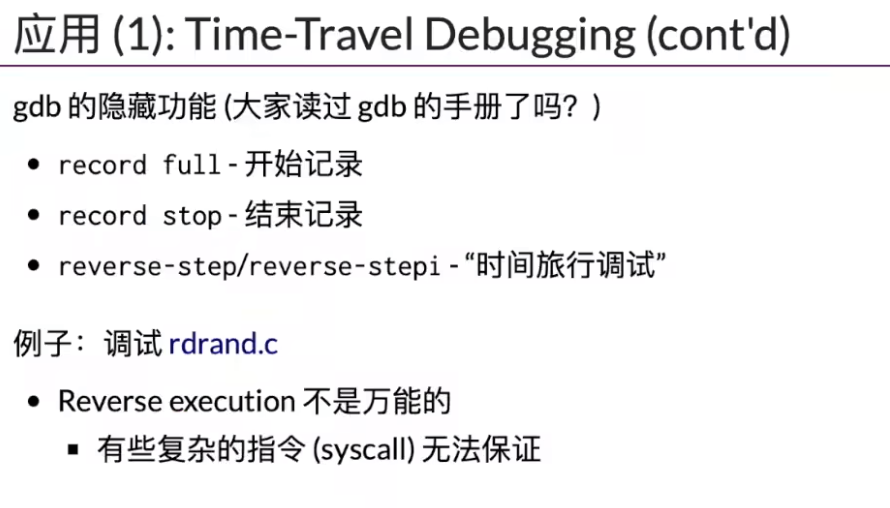 应用 (1): Time-Travel Debugging (cont'd)
gdb 的隐藏功能 (大家读过 gdb 的手册了吗？)
• record full - 开始记录
• record stop - 结束记录
• reverse-step/reverse-stepi - “时间旅行调试”
例子： 调试 rdrand.c
• Reverse execution 不是万能的
▪ 有些复杂的指令 (syscall) 无法保证